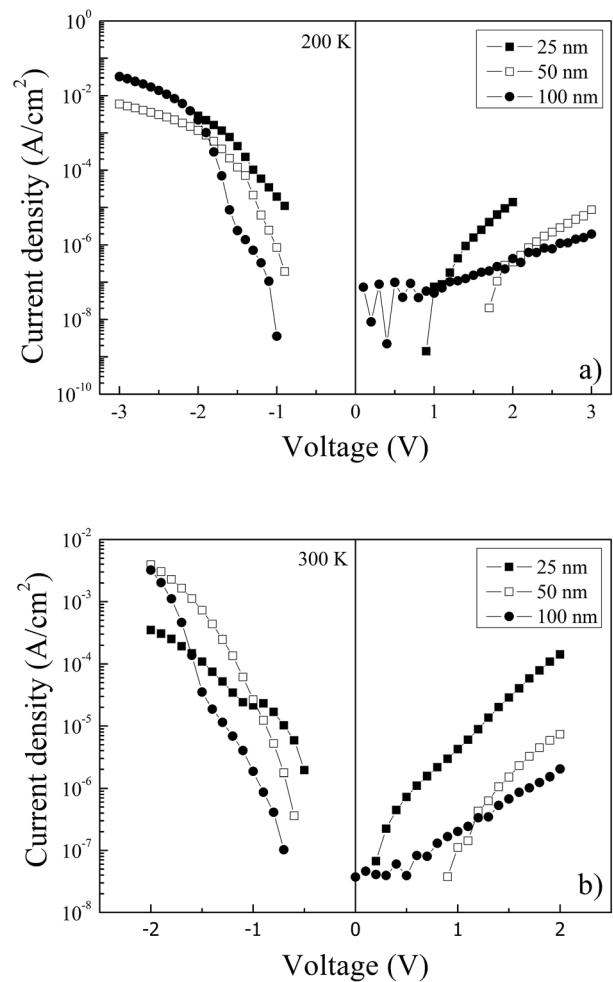 10^0
200 K
25 nm
50 nm
100 nm
10^-2
10^-4
10^-6
10^-8
10^-10
Current density (A/cm^2)
a)
-3 -2 -1 0 1 2 3
Voltage (V)
10^-2
300 K
25 nm
50 nm
100 nm
10^-3
10^-4
10^-5
10^-6
10^-7
10^-8
Current density (A/cm^2)
b)
-2 -1 0 1 2
Voltage (V)